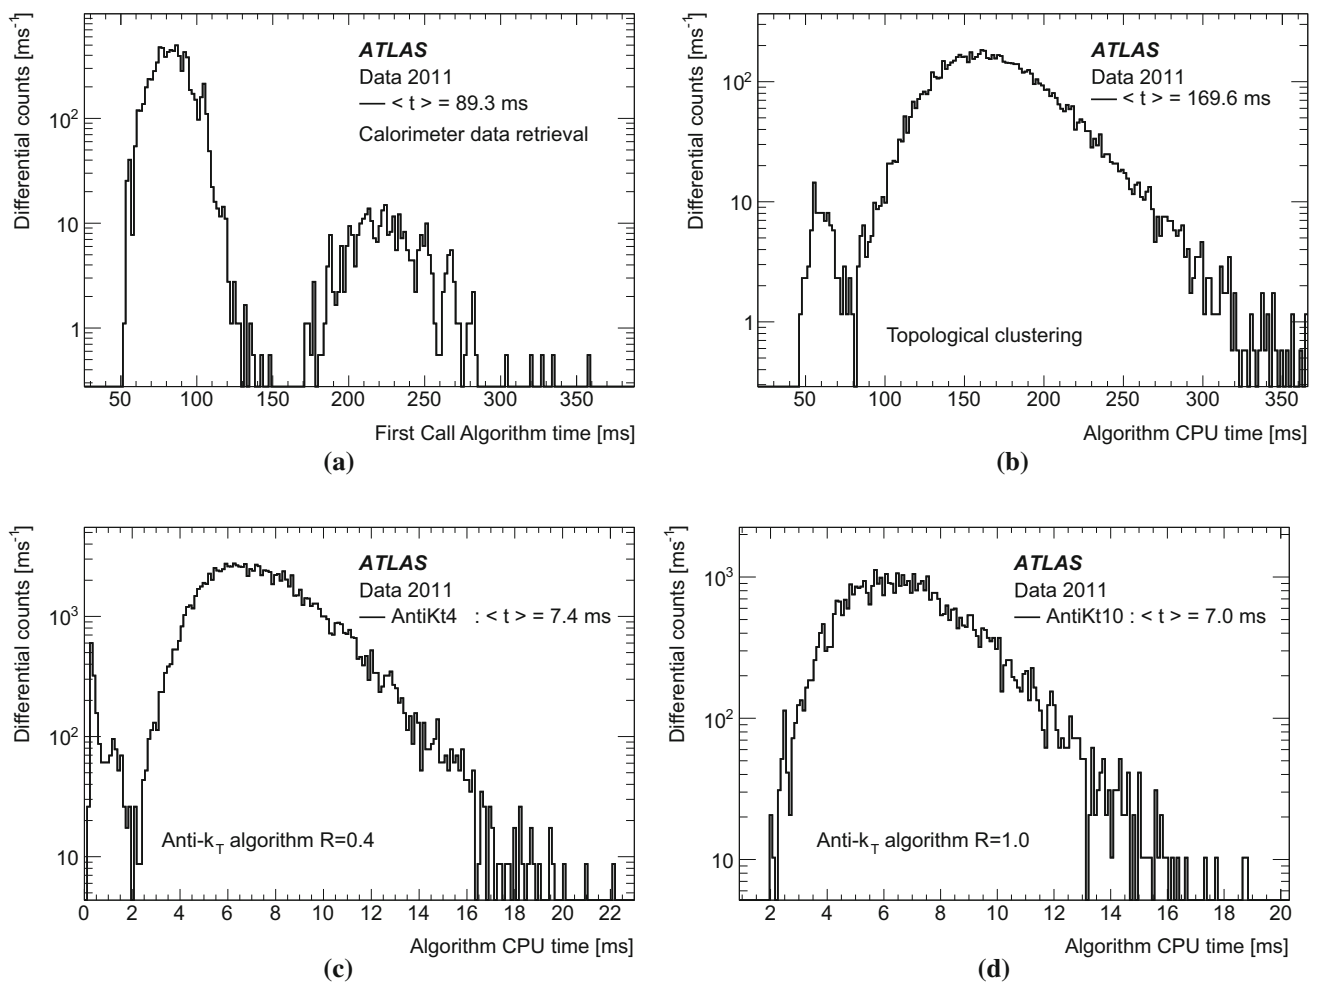 Differential counts [ms⁻¹]
10²
10
1
ATLAS
Data 2011
< t > = 89.3 ms
Calorimeter data retrieval
50 100 150 200 250 300 350
First Call Algorithm time [ms]
(a)
Differential counts [ms⁻¹]
10²
10
1
ATLAS
Data 2011
< t > = 169.6 ms
Topological clustering
50 100 150 200 250 300 350
Algorithm CPU time [ms]
(b)
Differential counts [ms⁻¹]
10³
10²
10
ATLAS
Data 2011
AntiKt4 : < t > = 7.4 ms
Anti-k_T algorithm R=0.4
0 2 4 6 8 10 12 14 16 18 20 22
Algorithm CPU time [ms]
(c)
Differential counts [ms⁻¹]
10³
10²
10
ATLAS
Data 2011
AntiKt10 : < t > = 7.0 ms
Anti-k_T algorithm R=1.0
2 4 6 8 10 12 14 16 18 20
Algorithm CPU time [ms]
(d)